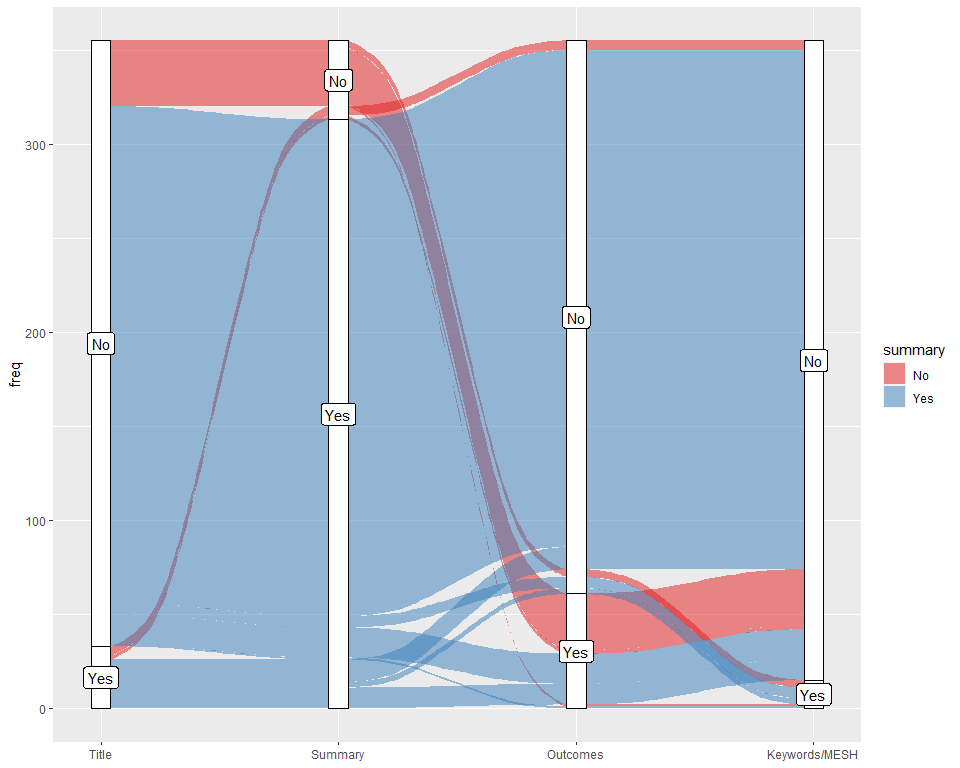 freq
300
200
100
0
No
Yes
No
Yes
No
Yes
No
Yes
Title
Summary
Outcomes
Keywords/MESH
summary
No
Yes